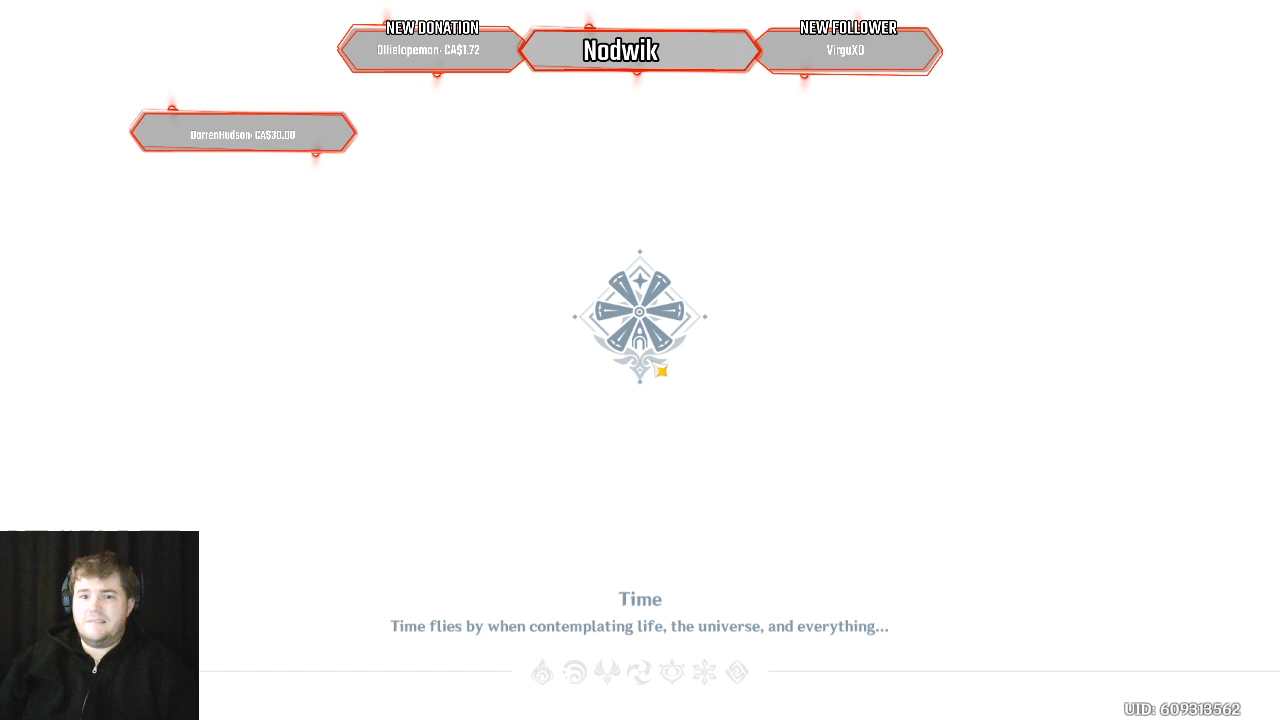 NEW DONATION
Ollielopeman: CA$1.72
Nodwik
NEW FOLLOWER
VirguXD
DarrenHudson: CA$30.00
Time
Time flies by when contemplating life, the universe, and everything...
UID: 609313562